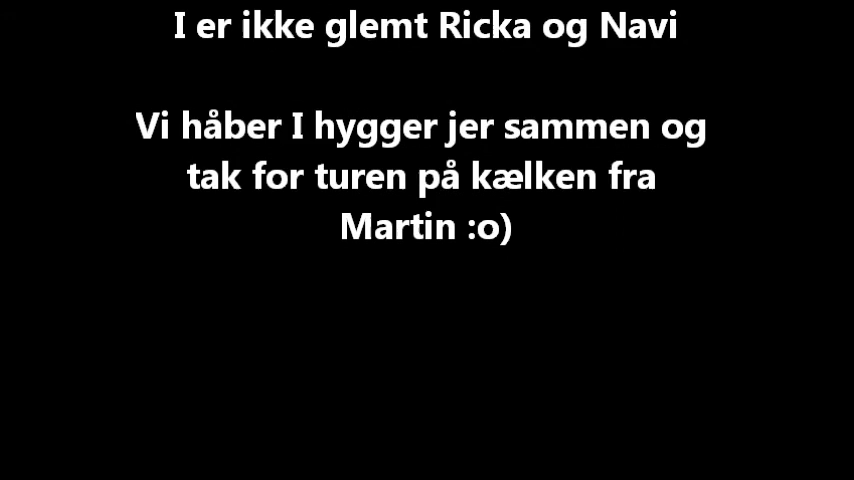 I er ikke glemt Ricka og Navi
Vi håber I hygger jer sammen og
tak for turen på kælken fra
Martin :o)